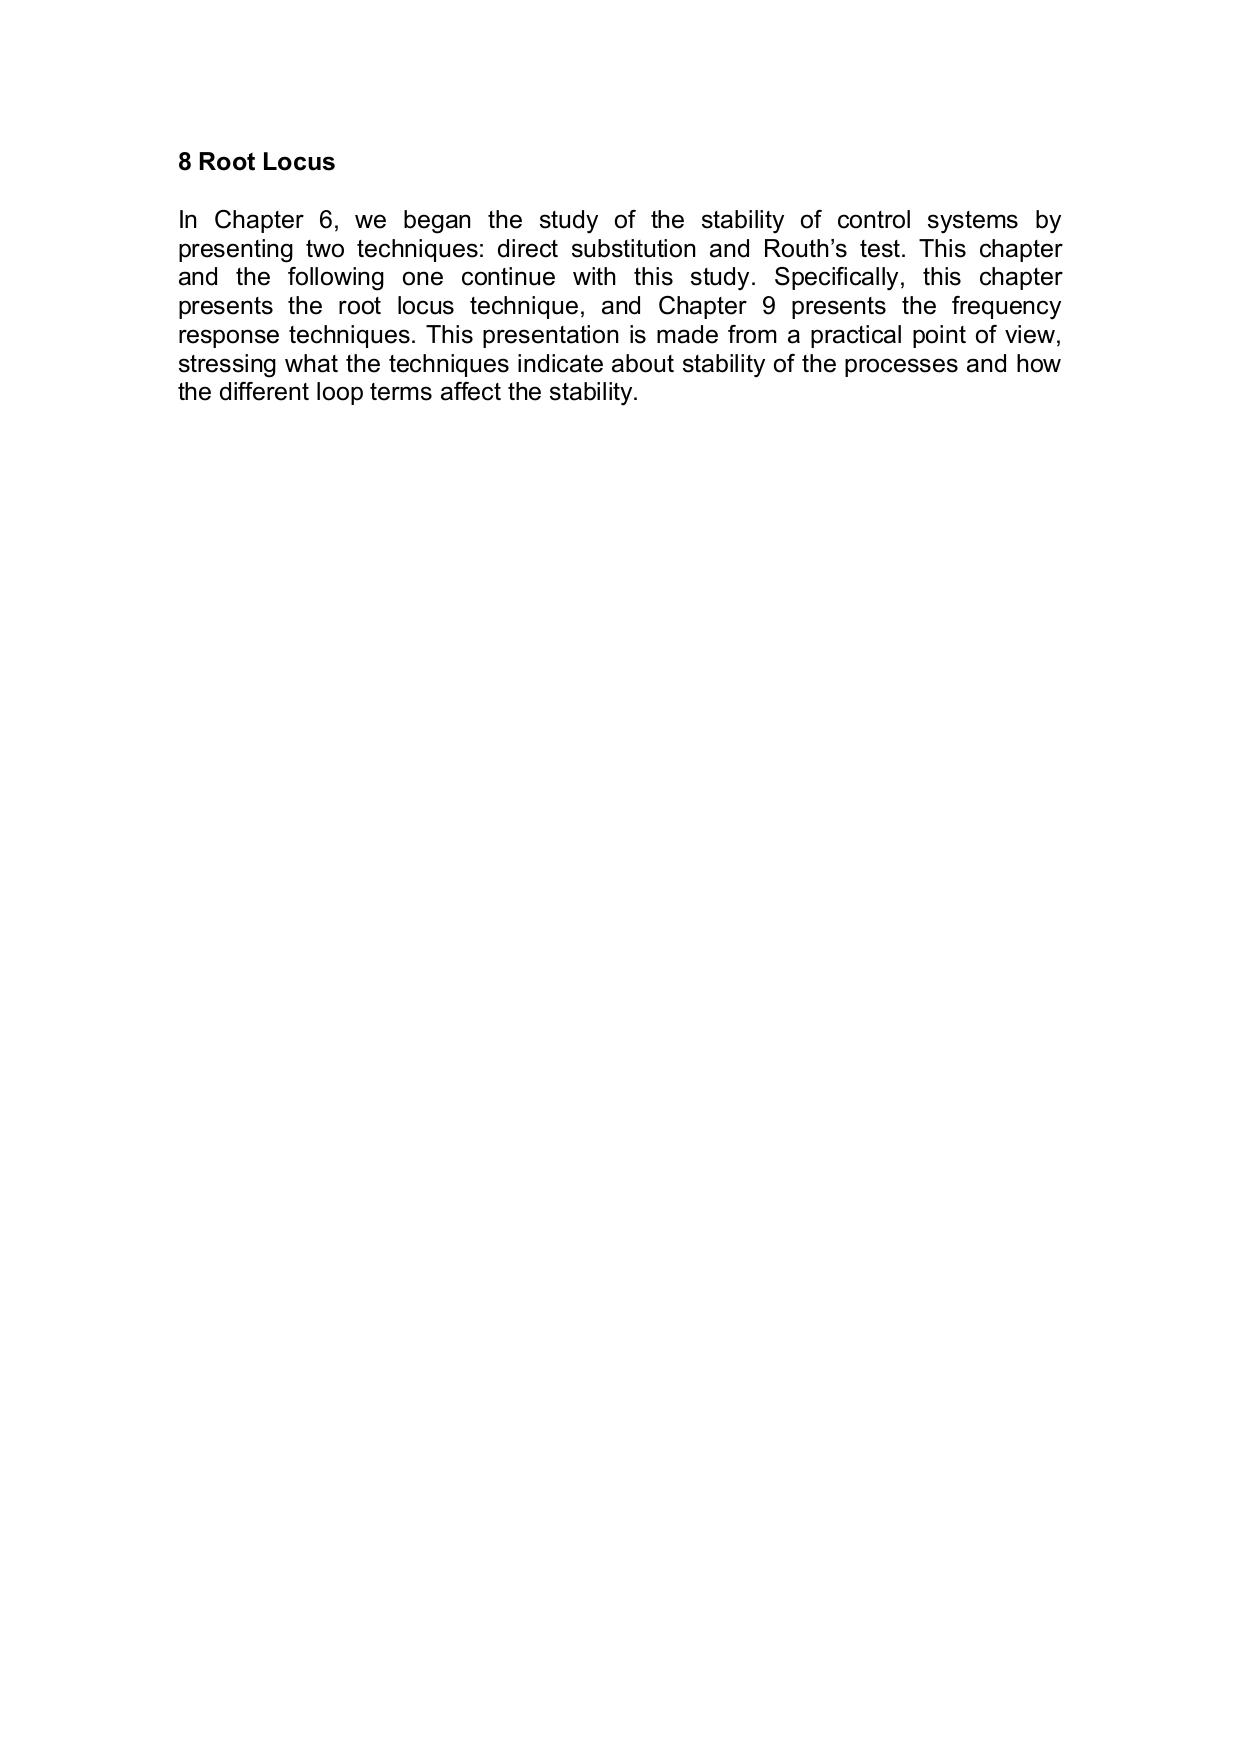 8 Root Locus
In Chapter 6, we began the study of the stability of control systems by
presenting two techniques: direct substitution and Routh’s test. This chapter
and the following one continue with this study. Specifically, this chapter
presents the root locus technique, and Chapter 9 presents the frequency
response techniques. This presentation is made from a practical point of view,
stressing what the techniques indicate about stability of the processes and how
the different loop terms affect the stability.